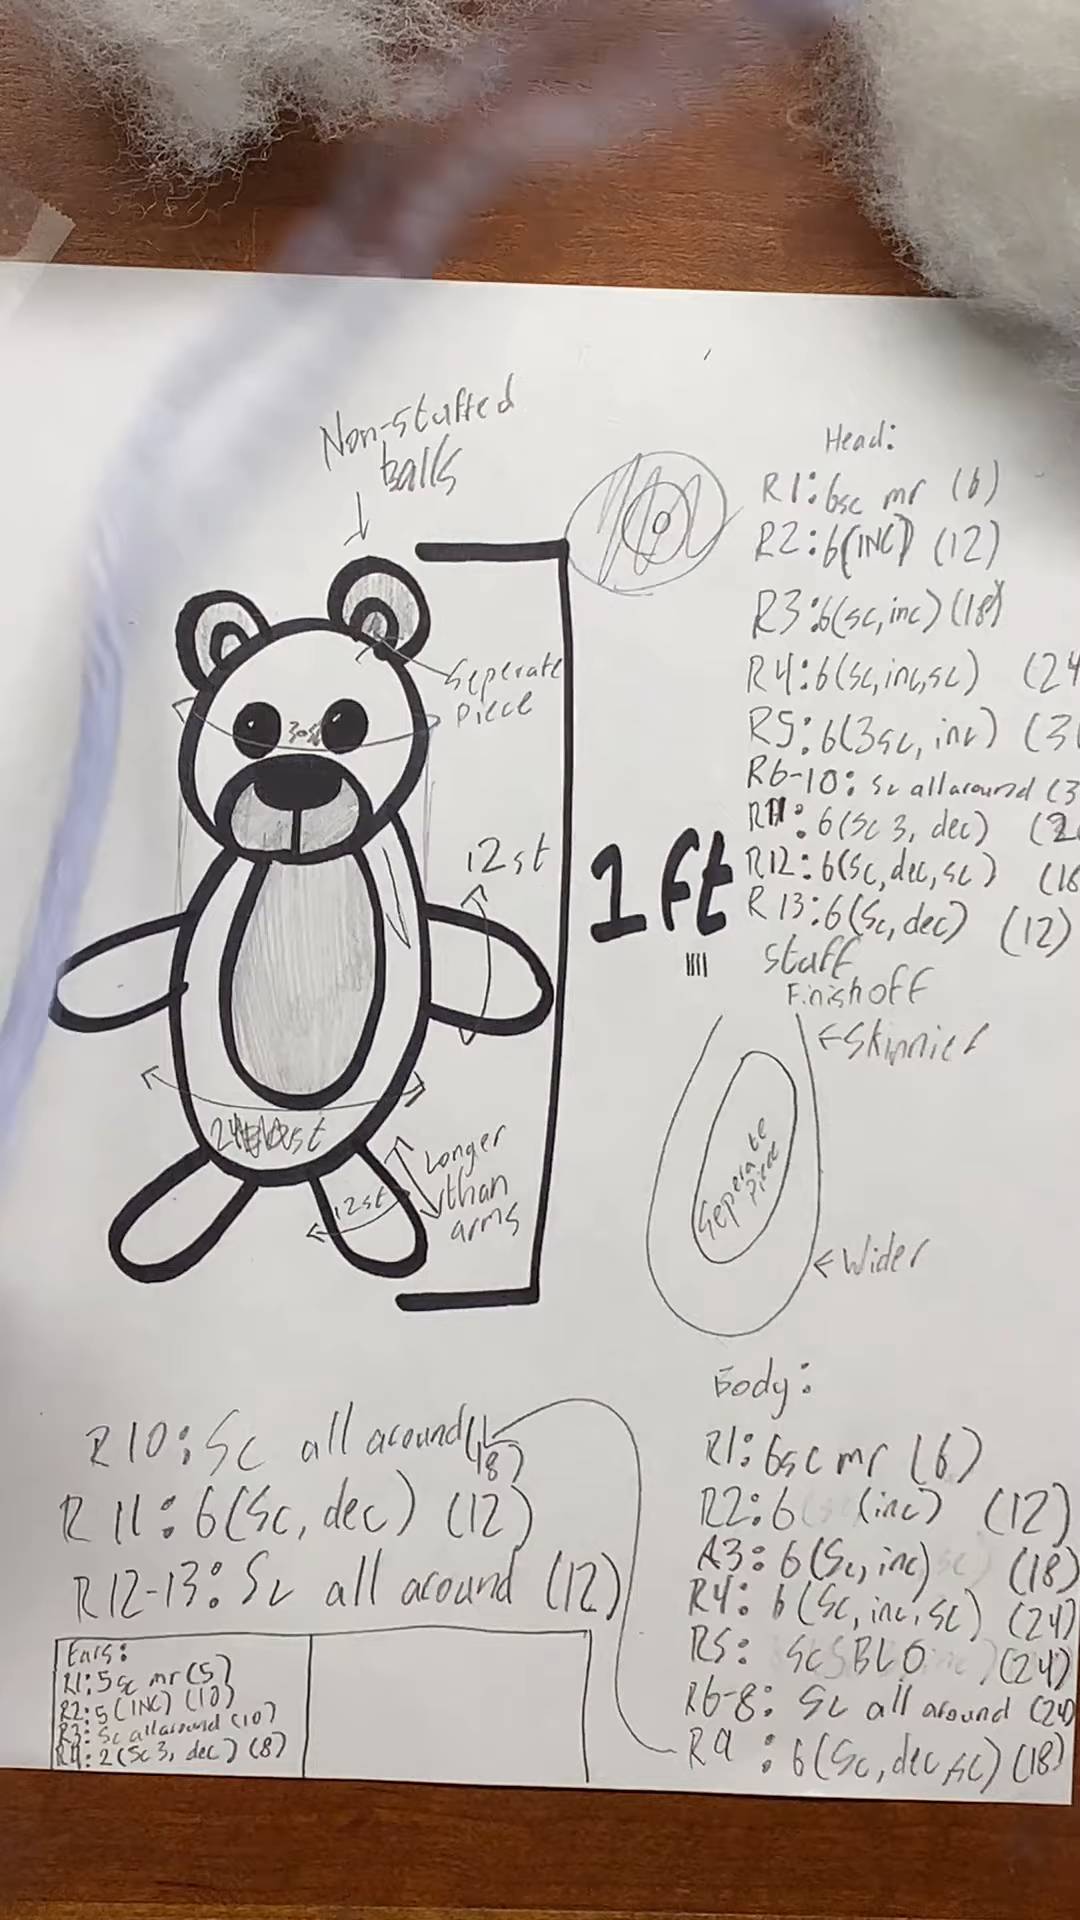 Non-stuffed
balls
Seperate
piece
30st
12st
1 ft
Longer
than
arms
12st
Head:
R1: 6sc mr (6)
R2: 6(INC) (12)
R3: 6(sc, inc) (18)
R4: 6(sc, inc, sc) (24
R5: 6(3sc, inc) (3
R6-10: Sc all around (3
R11: 6(Sc 3, dec) (2
R12: 6(Sc, dec, sc) (18
R13: 6(Sc, dec) (12)
Stuff
Finish off
Skinnier
Seperate
Piece
Wider
Body:
R1: 6sc mr (6)
R2: 6 (inc) (12)
R3: 6 (Sc, inc) (18)
R4: 6 (Sc, inc, sc) (24)
R5: Sc BLO (24)
R6-8: Sc all around (24)
R9: 6(Sc, dec, sc) (18)
R10: Sc all around (18)
R11: 6(Sc, dec) (12)
R12-13: Sc all around (12)
Ears:
R1: 5 sc mr (5)
R2: 5 (INC) (10)
R3: Sc all around (10)
R4: 2(Sc 3, dec) (8)